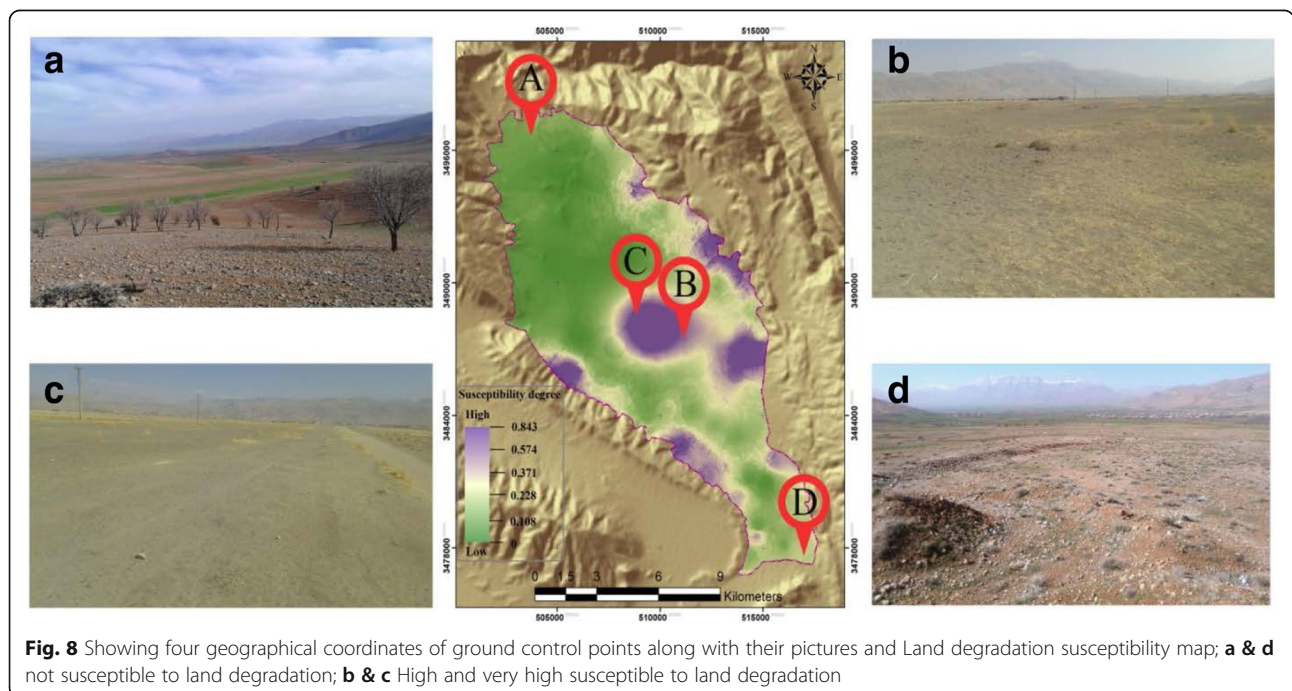 a
b
c
d
505000 510000 515000
N
W E
S
3496000 3496000
3490000 3490000
3484000 3484000
3478000 3478000
A
C
B
D
Susceptibility degree
High
0.843
0.574
0.371
0.228
0.108
0
Low
0 1.5 3 6 9
Kilometers
505000 510000 515000
Fig. 8 Showing four geographical coordinates of ground control points along with their pictures and Land degradation susceptibility map; a & d
not susceptible to land degradation; b & c High and very high susceptible to land degradation